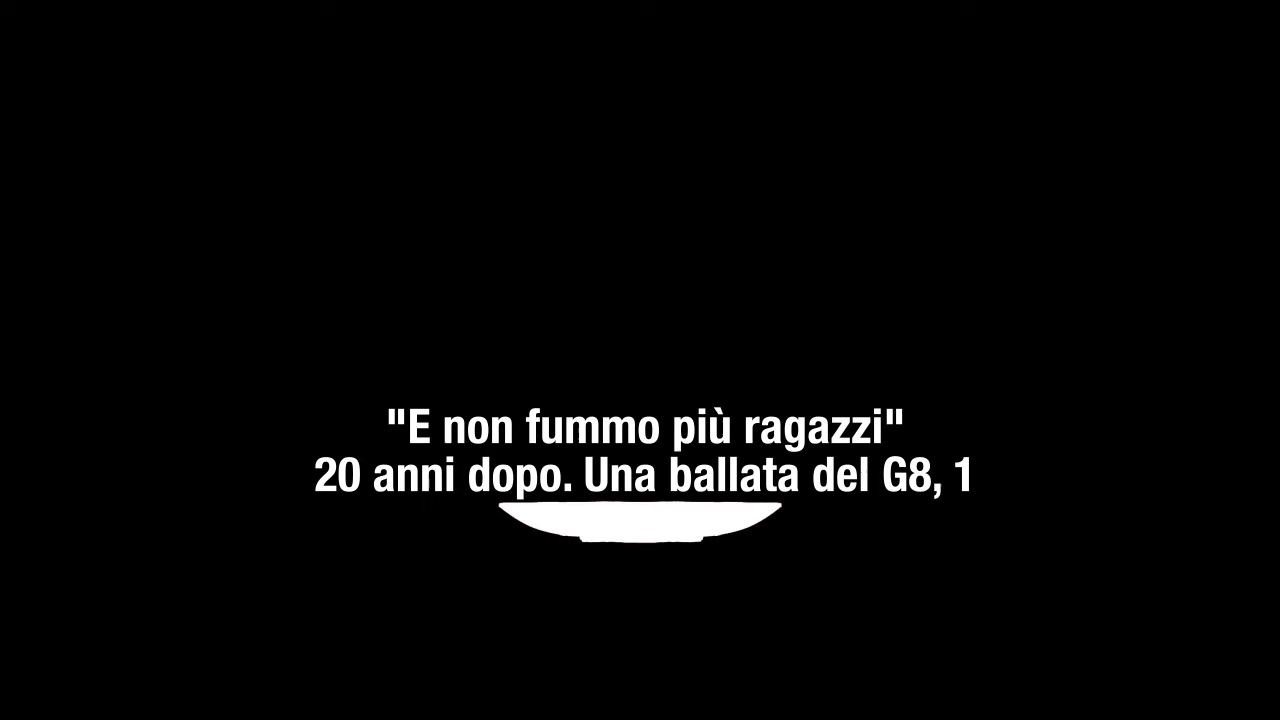 "E non fummo più ragazzi"
20 anni dopo. Una ballata del G8, 1